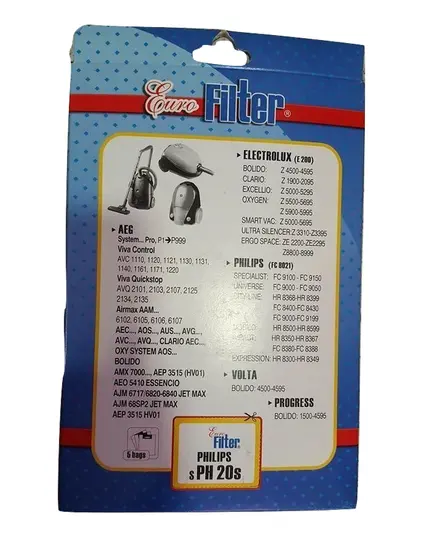 Euro Filter®
▸ ELECTROLUX (E 200)
BOLIDO: Z 4500-4595
CLARIO: Z 1900-2095
EXCELLIO: Z 5000-5295
OXYGEN: Z 5500-5695
Z 5900-5995
SMART VAC: Z 5000-5695
ULTRA SILENCER Z 3310-Z3395
ERGO SPACE: ZE 2200-ZE2295
Z8800-8999
▸ AEG
System... Pro, P1→P999
Viva Control
AVC 1110, 1120, 1121, 1130, 1131,
1140, 1161, 1171, 1220
Viva Quickstop
AVQ 2101, 2103, 2107, 2125
2134, 2135
Airmax AAM...
6102, 6105, 6106, 6107
AEC..., AOS..., AUS..., AVG...,
AVC..., AVQ..., CLARIO AEC...
OXY SYSTEM AOS...
BOLIDO
AMX 7000..., AEP 3515 (HV01)
AEO 5410 ESSENCIO
AJM 6717/6820-6840 JET MAX
AJM 68SP2 JET MAX
AEP 3515 HV01
▸ PHILIPS (FC 8021)
SPECIALIST: FC 9100 - FC 9150
UNIVERSE: FC 9000 - FC 9050
HR 8368-HR 8399
FC 8400-FC 8430
FC 9000-FC 9199
HR 8500-HR 8599
HR 8350-HR 8367
FC 8380-FC 8388
EXPRESSION: HR 8300-HR 8349
▸ VOLTA
BOLIDO: 4500-4595
▸ PROGRESS
BOLIDO: 1500-4595
5 bags
Euro Filter®
PHILIPS
s PH 20s